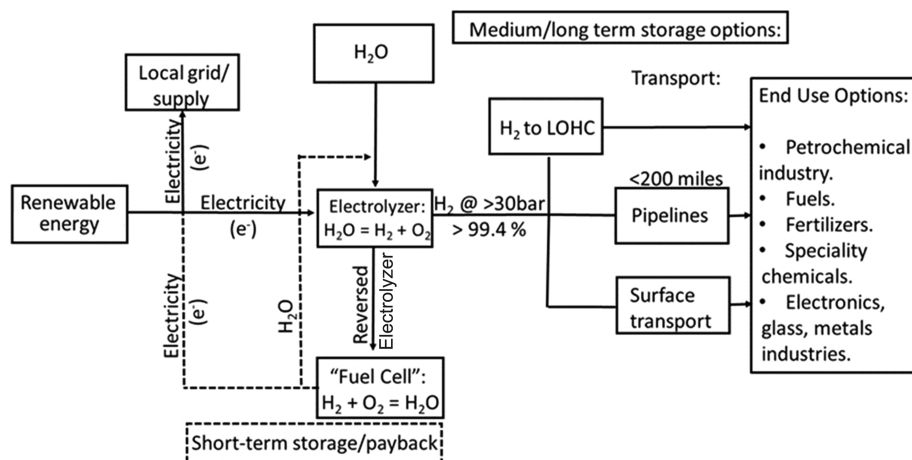 Medium/long term storage options:
H₂O
Local grid/
supply
Transport:
End Use Options:
• Petrochemical
industry.
• Fuels.
• Fertilizers.
• Speciality
chemicals.
• Electronics,
glass, metals
industries.
H₂ to LOHC
Electricity
(e⁻)
<200 miles
Pipelines
Renewable
energy
Electricity
(e⁻)
Electrolyzer:
H₂O = H₂ + O₂
H₂ @ >30bar
> 99.4 %
Surface
transport
Electricity
(e⁻)
H₂O
Reversed
Electrolyzer
“Fuel Cell”:
H₂ + O₂ = H₂O
Short-term storage/payback